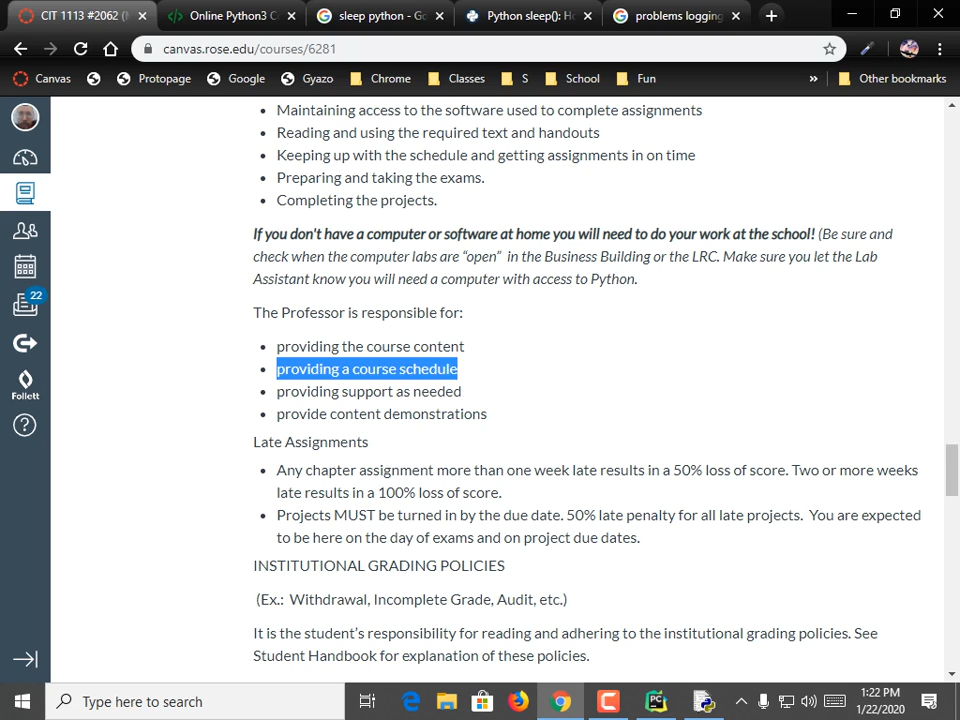 CIT 1113 #2062 (
Online Python3 C
sleep python - Go
Python sleep(): Ho
problems logging
canvas.rose.edu/courses/6281
Canvas
Protopage
Google
Gyazo
Chrome
Classes
S
School
Fun
»
Other bookmarks
22
Follett
• Maintaining access to the software used to complete assignments
• Reading and using the required text and handouts
• Keeping up with the schedule and getting assignments in on time
• Preparing and taking the exams.
• Completing the projects.
If you don't have a computer or software at home you will need to do your work at the school! (Be sure and
check when the computer labs are “open” in the Business Building or the LRC. Make sure you let the Lab
Assistant know you will need a computer with access to Python.
The Professor is responsible for:
• providing the course content
• providing a course schedule
• providing support as needed
• provide content demonstrations
Late Assignments
• Any chapter assignment more than one week late results in a 50% loss of score. Two or more weeks
late results in a 100% loss of score.
• Projects MUST be turned in by the due date. 50% late penalty for all late projects. You are expected
to be here on the day of exams and on project due dates.
INSTITUTIONAL GRADING POLICIES
(Ex.: Withdrawal, Incomplete Grade, Audit, etc.)
It is the student’s responsibility for reading and adhering to the institutional grading policies. See
Student Handbook for explanation of these policies.
Type here to search
PC
1:22 PM
1/22/2020